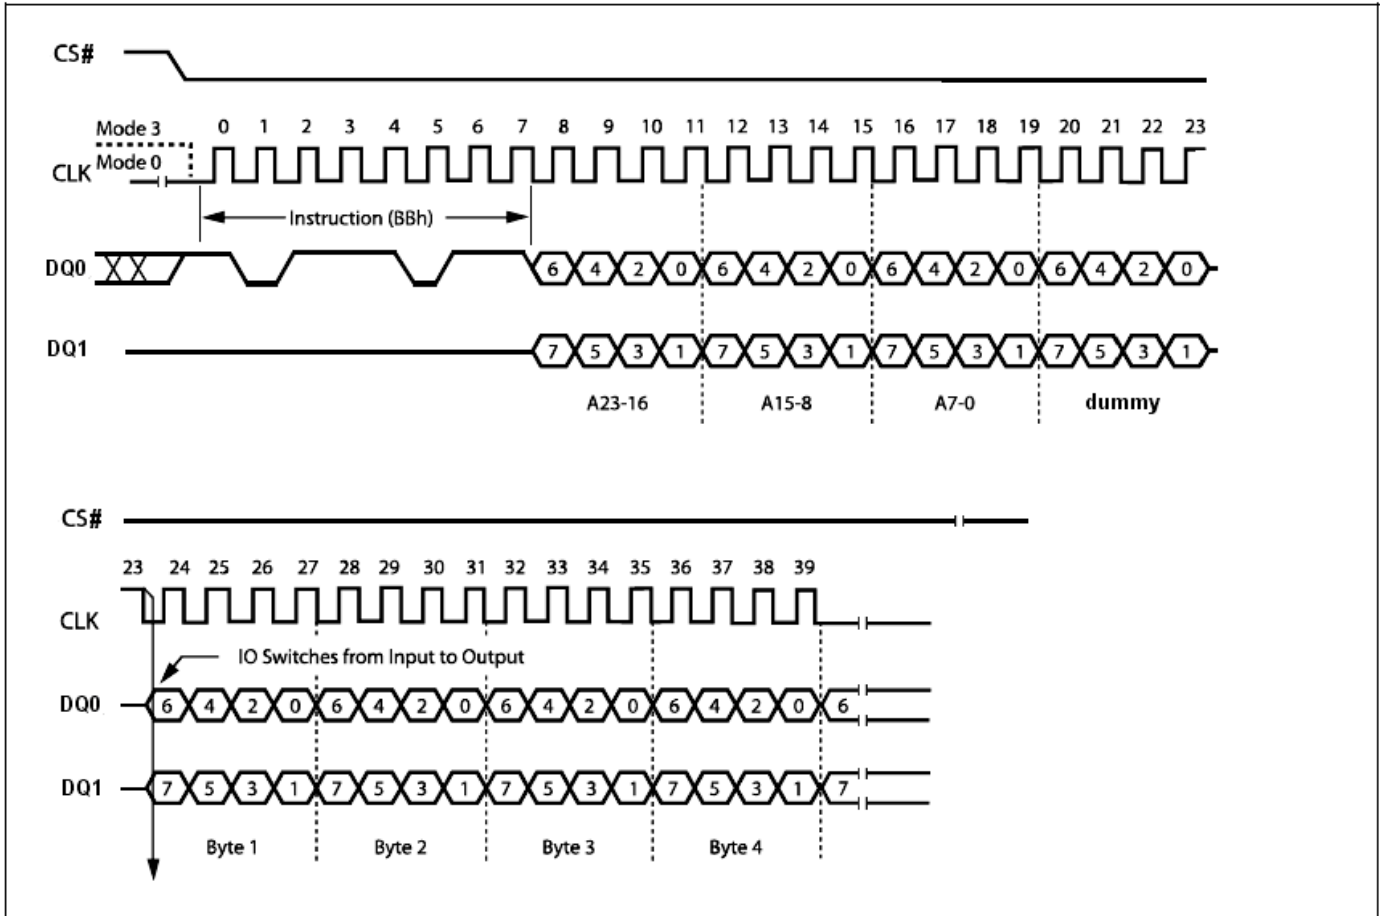 CS#
Mode 3
0 1 2 3 4 5 6 7 8 9 10 11 12 13 14 15 16 17 18 19 20 21 22 23
Mode 0
CLK
Instruction (BBh)
DQ0 6 4 2 0 6 4 2 0 6 4 2 0 6 4 2 0
DQ1 7 5 3 1 7 5 3 1 7 5 3 1 7 5 3 1
A23-16 A15-8 A7-0 dummy
CS#
23 24 25 26 27 28 29 30 31 32 33 34 35 36 37 38 39
CLK
IO Switches from Input to Output
DQ0 6 4 2 0 6 4 2 0 6 4 2 0 6 4 2 0 6
DQ1 7 5 3 1 7 5 3 1 7 5 3 1 7 5 3 1 7
Byte 1 Byte 2 Byte 3 Byte 4